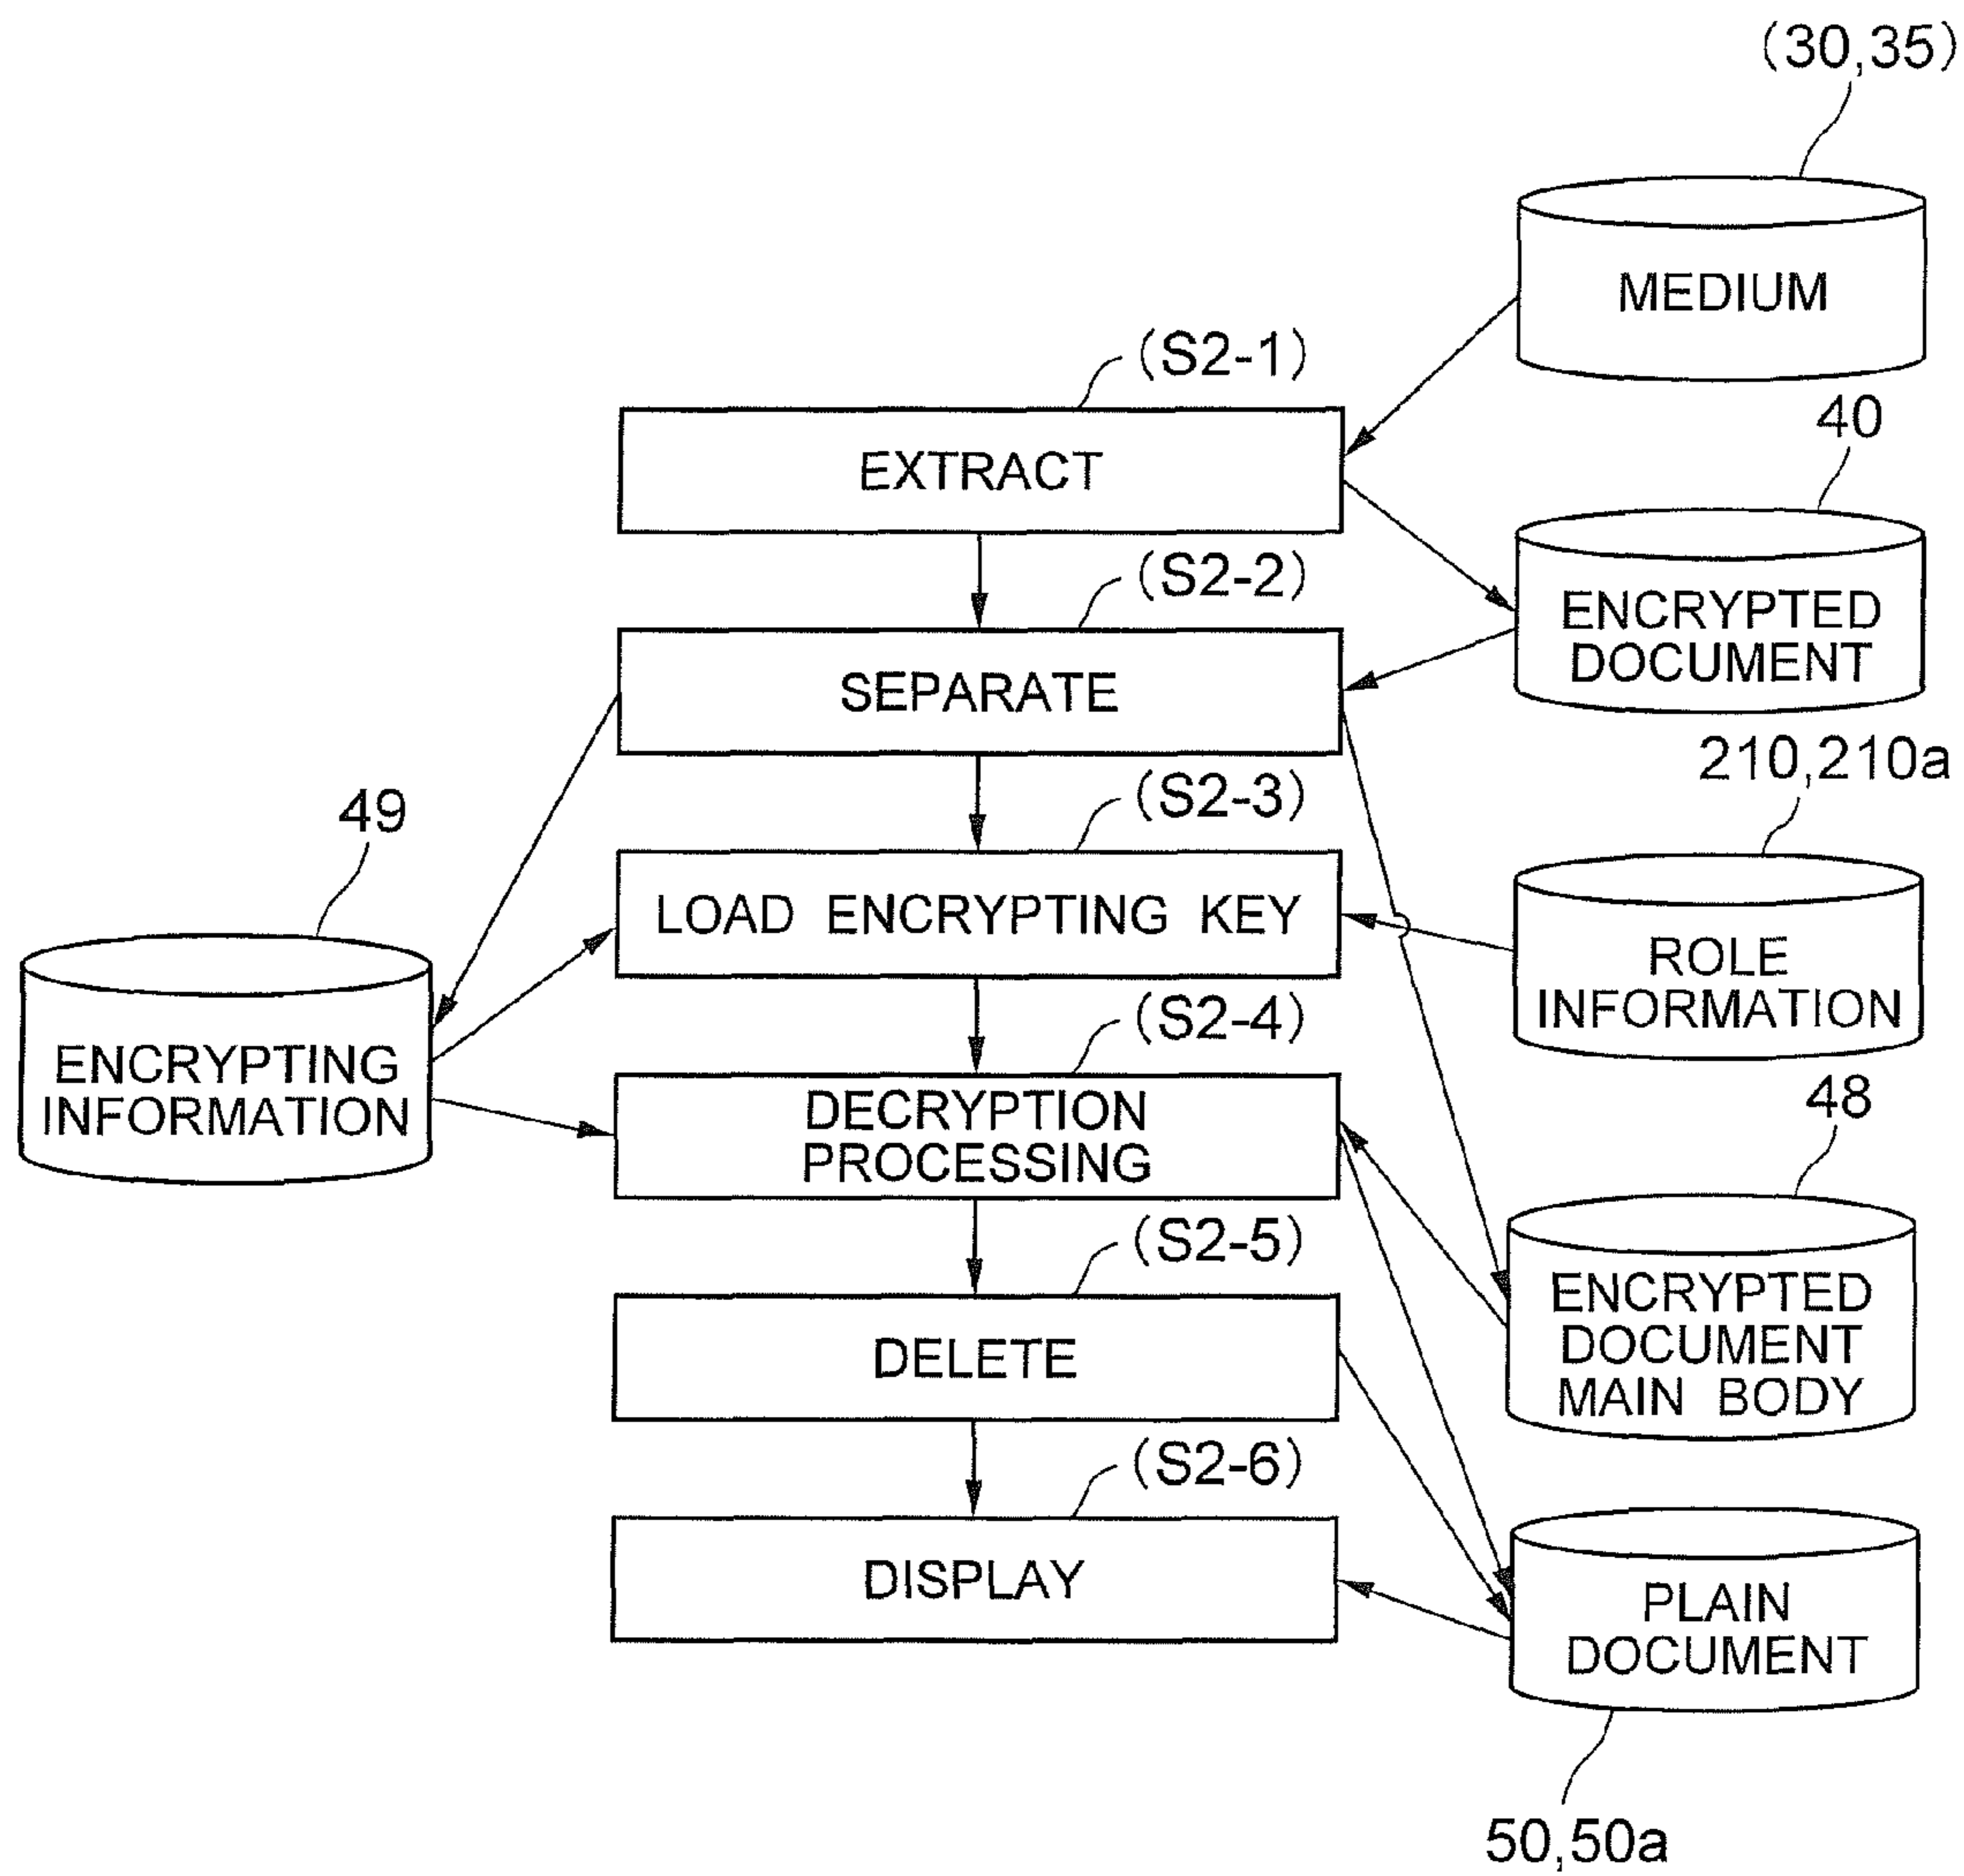 (30,35)
MEDIUM
(S2-1)
EXTRACT
40
(S2-2)
ENCRYPTED
DOCUMENT
SEPARATE
210,210a
(S2-3)
49
LOAD ENCRYPTING KEY
ROLE
INFORMATION
(S2-4)
ENCRYPTING
INFORMATION
DECRYPTION
PROCESSING
48
(S2-5)
ENCRYPTED
DOCUMENT
MAIN BODY
DELETE
(S2-6)
DISPLAY
PLAIN
DOCUMENT
50,50a